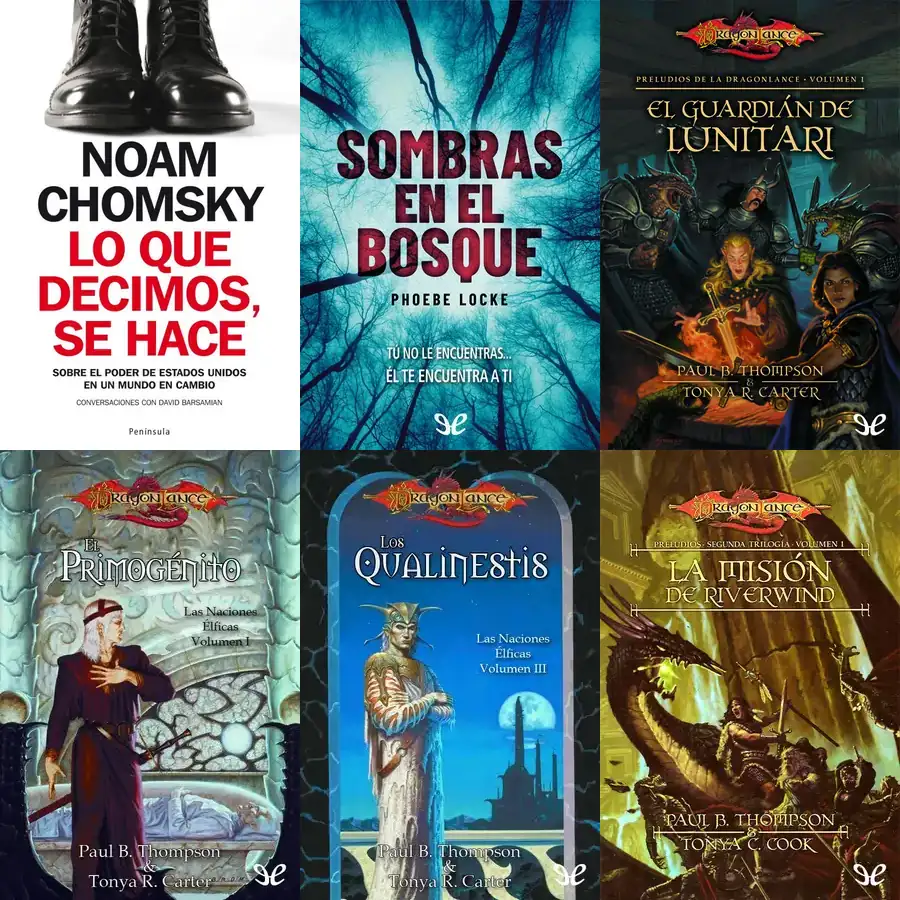 NOAM
CHOMSKY
LO QUE
DECIMOS,
SE HACE
SOBRE EL PODER DE ESTADOS UNIDOS
EN UN MUNDO EN CAMBIO
CONVERSACIONES CON DAVID BARSAMIAN
Península
SOMBRAS
EN EL
BOSQUE
PHOEBE LOCKE
TÚ NO LE ENCUENTRAS...
ÉL TE ENCUENTRA A TI
DRAGONLANCE
PRELUDIOS DE LA DRAGONLANCE • VOLUMEN I
EL GUARDIÁN DE
LUNITARI
PAUL B. THOMPSON
&
TONYA R. CARTER
DRAGONLANCE
El
Primogénito
Las Naciones
Élficas
Volumen I
Paul B. Thompson
&
Tonya R. Carter
DRAGONLANCE
Los
Qualinestis
Las Naciones
Élficas
Volumen III
Paul B. Thompson
&
Tonya R. Carter
DRAGONLANCE
PRELUDIOS • SEGUNDA TRILOGÍA • VOLUMEN I
LA MISIÓN
DE RIVERWIND
PAUL B. THOMPSON
&
TONYA C. COOK